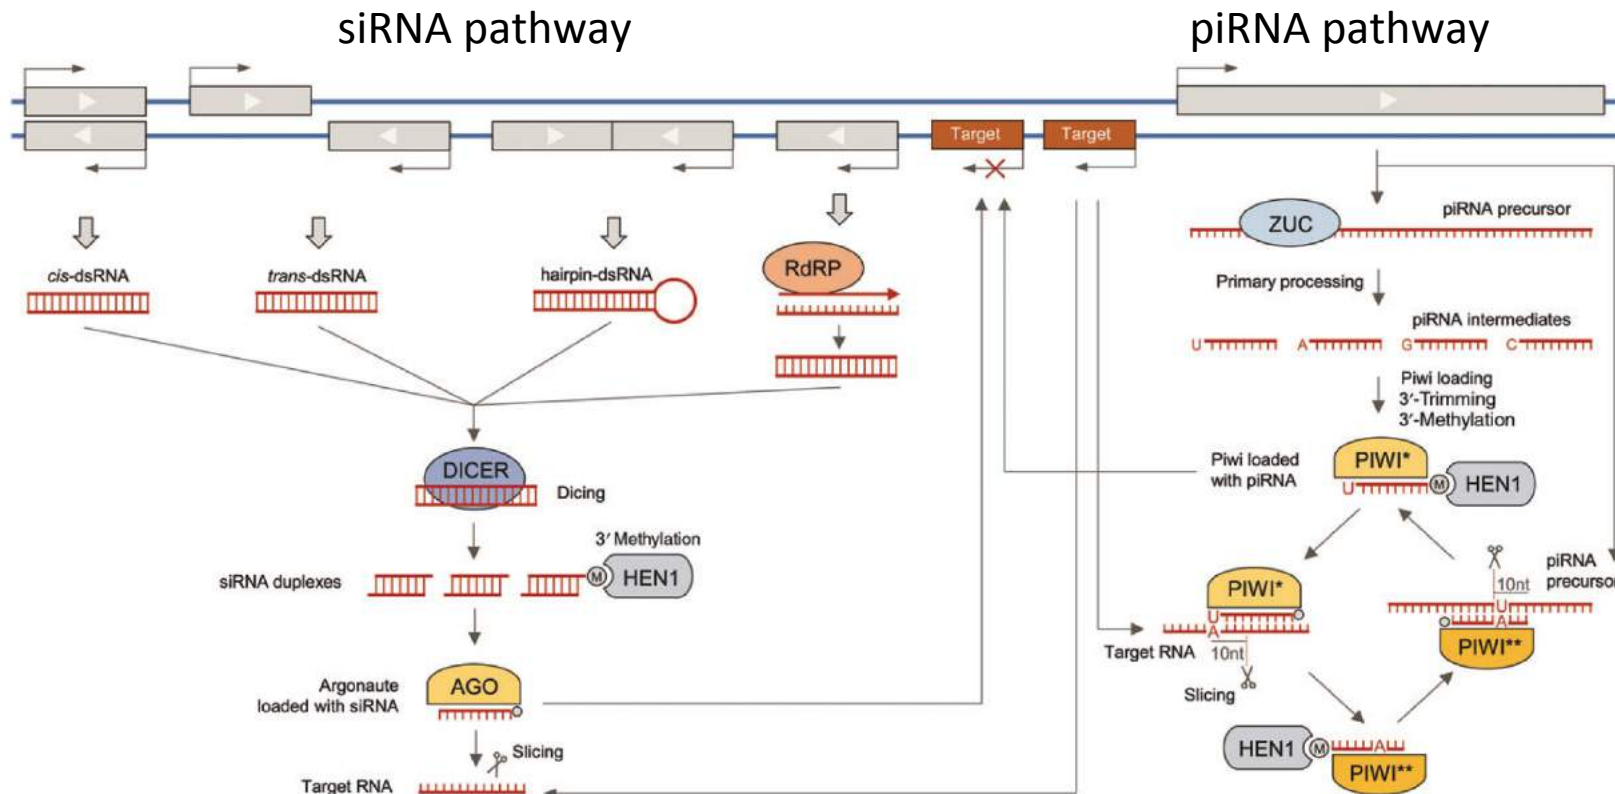 siRNA pathway
piRNA pathway
Target
Target
cis-dsRNA
trans-dsRNA
hairpin-dsRNA
RdRP
DICER
Dicing
3′ Methylation
siRNA duplexes
M
HEN1
Argonaute
loaded with siRNA
AGO
Slicing
Target RNA
ZUC
piRNA precursor
Primary processing
piRNA intermediates
U
A
G
C
Piwi loading
3′-Trimming
3′-Methylation
Piwi loaded
with piRNA
PIWI*
U
M
HEN1
PIWI*
U
A
Target RNA
10nt
Slicing
10nt
piRNA
precursor
U
A
PIWI**
HEN1
M
A
PIWI**